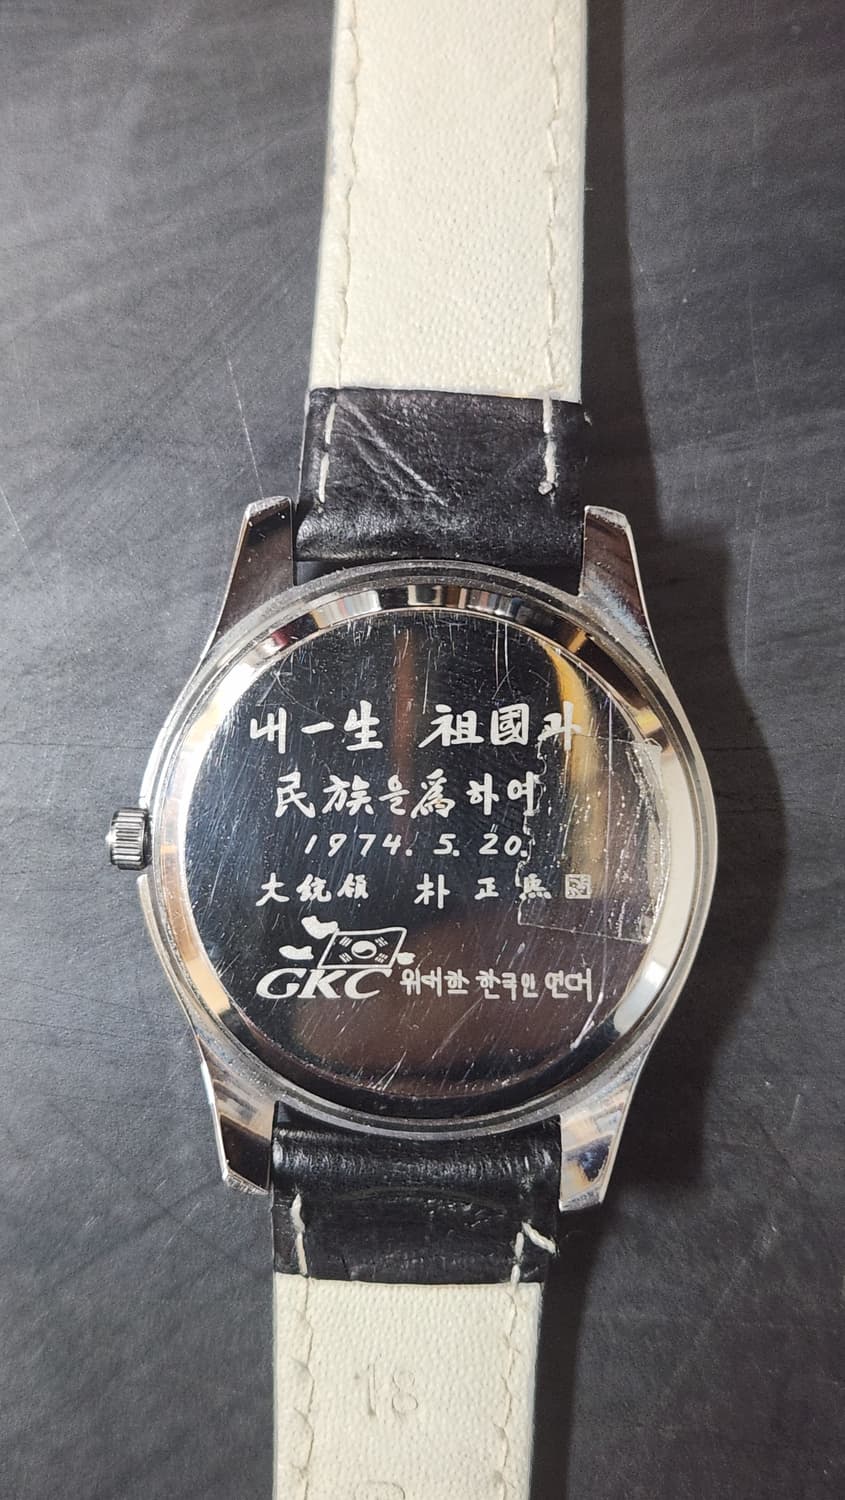 내 一生 祖國과
民族을 爲하여
1974. 5. 20.
大統領 朴正熙
GKC 위대한 한국인 연대
18